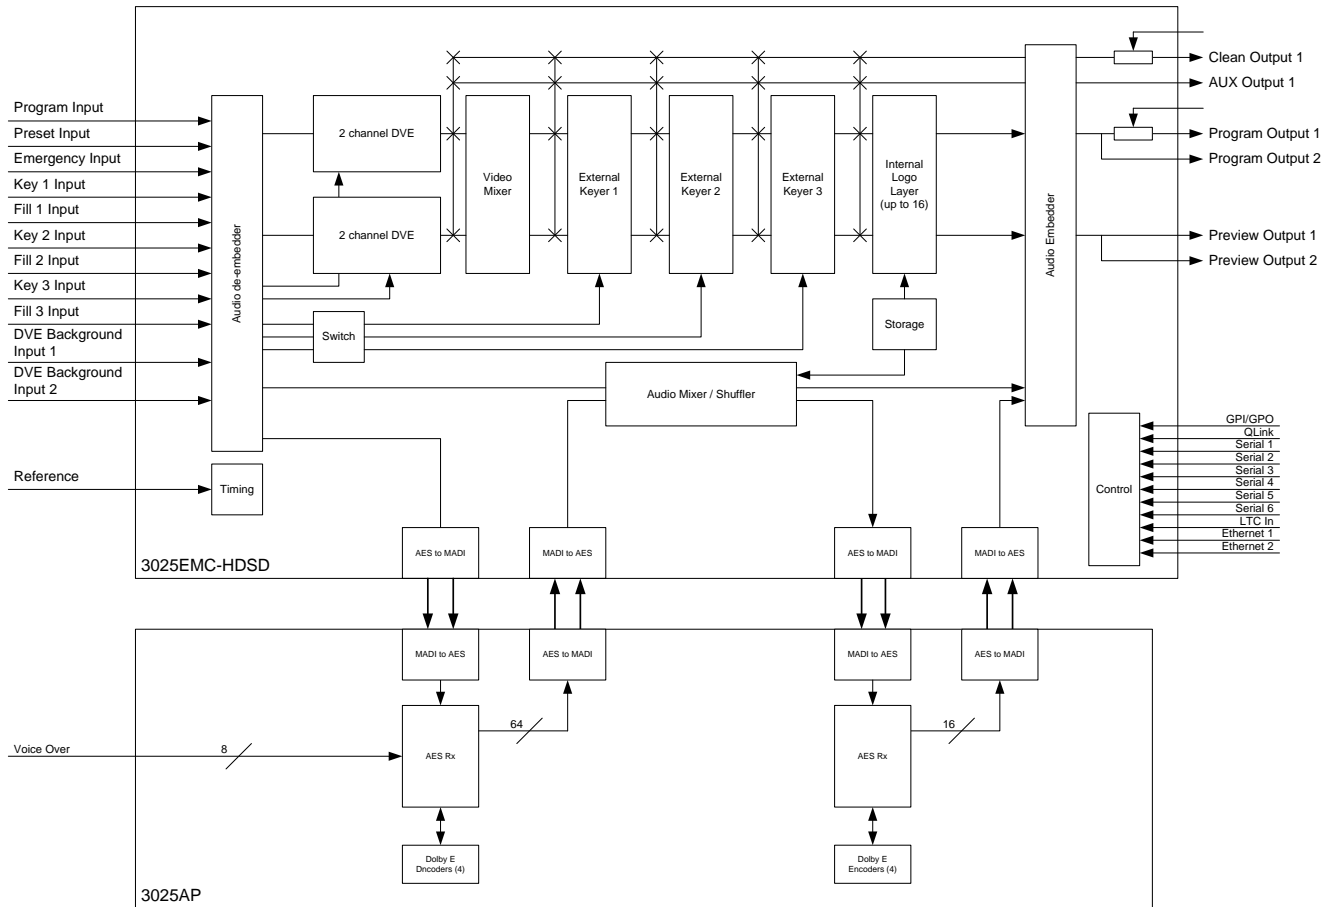 Program Input
Preset Input
Emergency Input
Key 1 Input
Fill 1 Input
Key 2 Input
Fill 2 Input
Key 3 Input
Fill 3 Input
DVE Background
Input 1
DVE Background
Input 2
Reference
Audio de-embedder
Timing
2 channel DVE
2 channel DVE
Switch
Video
Mixer
External
Keyer 1
External
Keyer 2
External
Keyer 3
Internal
Logo
Layer
(up to 16)
Storage
Audio Mixer / Shuffler
Audio Embedder
Clean Output 1
AUX Output 1
Program Output 1
Program Output 2
Preview Output 1
Preview Output 2
Control
GPI/GPO
QLink
Serial 1
Serial 2
Serial 3
Serial 4
Serial 5
Serial 6
LTC In
Ethernet 1
Ethernet 2
AES to MADI
MADI to AES
AES to MADI
MADI to AES
3025EMC-HDSD
MADI to AES
AES to MADI
MADI to AES
AES to MADI
Voice Over
8
AES Rx
64
AES Rx
16
Dolby E
Dncoders (4)
Dolby E
Encoders (4)
3025AP